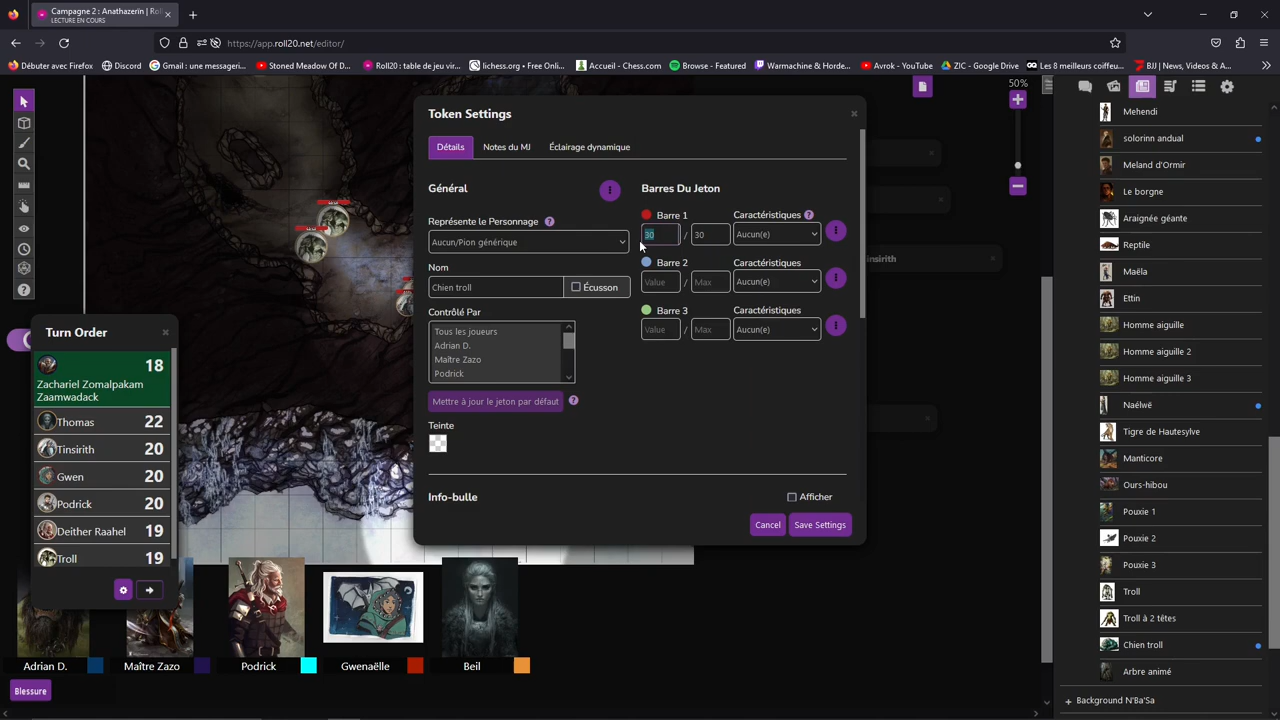 Campagne 2 : Anathazerïn | Roll
LECTURE EN COURS
https://app.roll20.net/editor/
Débuter avec Firefox
Discord
Gmail : une messageri...
Stoned Meadow Of D...
Roll20 : table de jeu vir...
lichess.org • Free Onli...
Accueil - Chess.com
Browse - Featured
Warmachine & Horde...
Avrok - YouTube
ZIC - Google Drive
Les 8 meilleurs coiffeu...
BJJ | News, Videos & A...
50%
Token Settings
Détails
Notes du MJ
Éclairage dynamique
Général
Représente le Personnage ?
Aucun/Pion générique
Nom
Chien troll
Écusson
Contrôlé Par
Tous les joueurs
Adrian D.
Maître Zazo
Podrick
Mettre à jour le jeton par défaut ?
Teinte
Barres Du Jeton
Barre 1
Caractéristiques ?
30 / 30
Aucun(e)
Barre 2
Caractéristiques
Value / Max
Aucun(e)
Barre 3
Caractéristiques
Value / Max
Aucun(e)
Info-bulle
Afficher
Cancel
Save Settings
insirith
Turn Order
18
Zachariel Zomalpakam
Zaamwadack
Thomas 22
Tinsirith 20
Gwen 20
Podrick 20
Deither Raahel 19
Troll 19
Adrian D.
Maître Zazo
Podrick
Gwenaëlle
Beil
Blessure
Mehendi
solorinn andual
Meland d'Ormir
Le borgne
Araignée géante
Reptile
Maëla
Ettin
Homme aiguille
Homme aiguille 2
Homme aiguille 3
Naélwë
Tigre de Hautesylve
Manticore
Ours-hibou
Pouxie 1
Pouxie 2
Pouxie 3
Troll
Troll à 2 têtes
Chien troll
Arbre animé
Background N'Ba'Sa